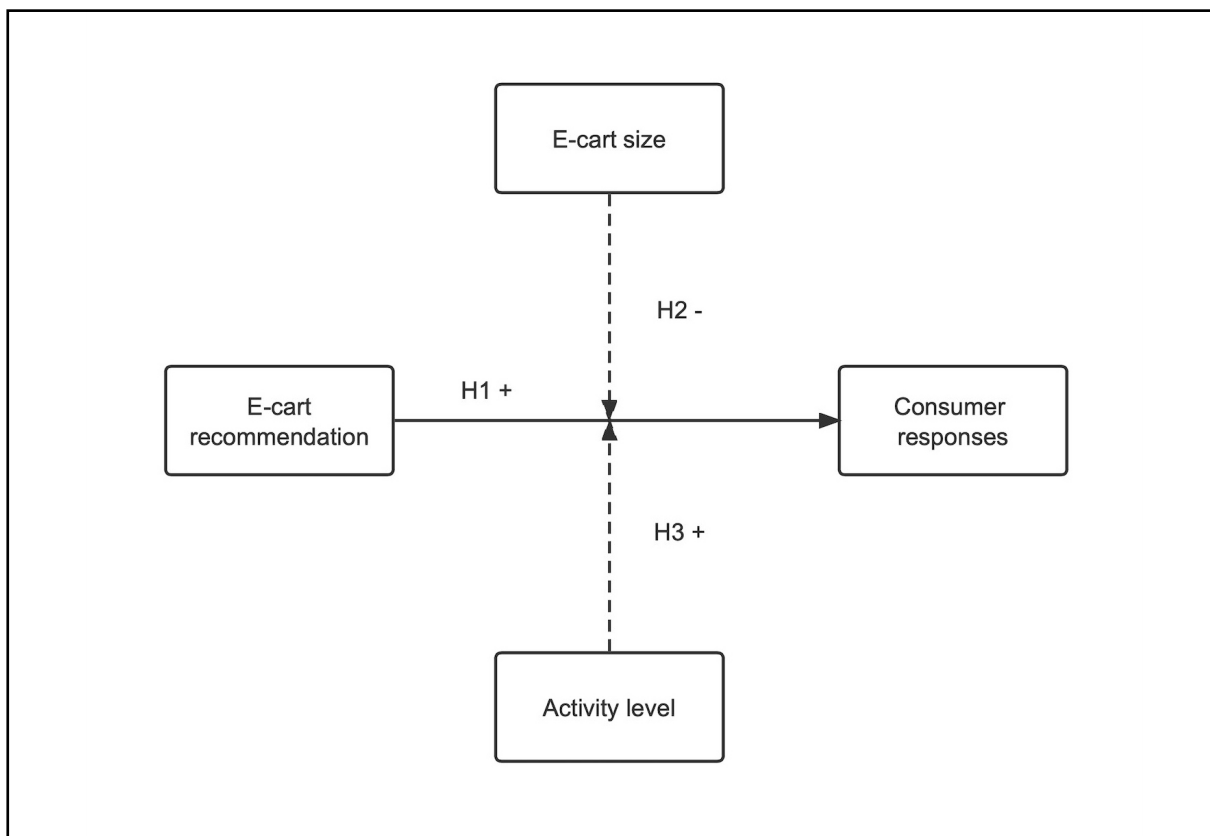 E-cart size
H2 -
H1 +
E-cart
recommendation
Consumer
responses
H3 +
Activity level